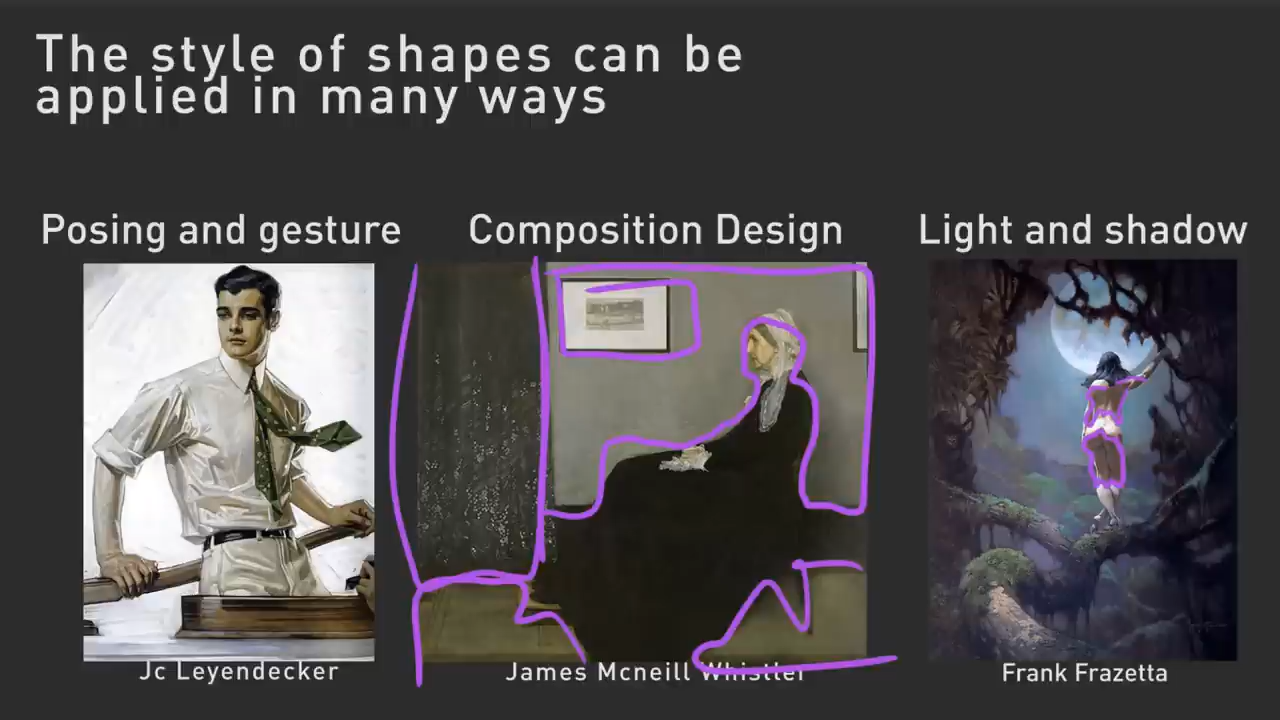 The style of shapes can be
applied in many ways
Posing and gesture
Composition Design
Light and shadow
Jc Leyendecker
James Mcneill Whistler
Frank Frazetta